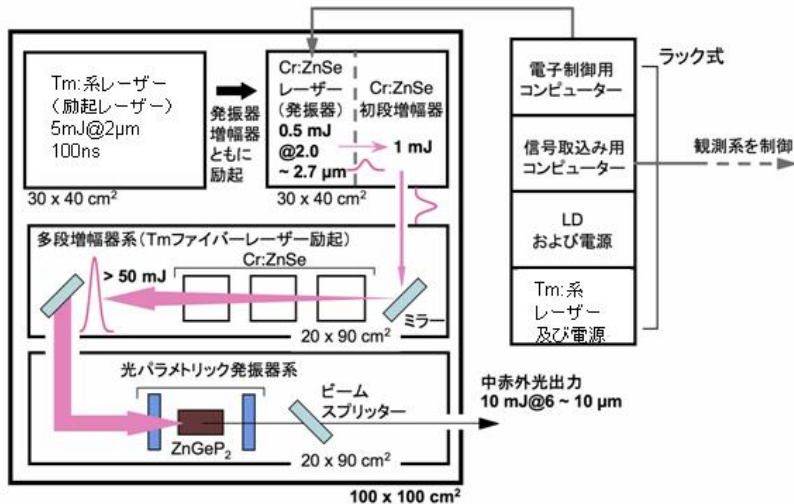 Tm:系レーザー
(励起レーザー)
5mJ@2μm
100ns
30 x 40 cm²
発振器
増幅器
ともに
励起
Cr:ZnSe
レーザー
(発振器)
0.5 mJ
@2.0
~ 2.7 μm
30 x 40 cm²
Cr:ZnSe
初段増幅器
1 mJ
多段増幅器系(Tmファイバーレーザー励起)
Cr:ZnSe
> 50 mJ
ミラー
20 x 90 cm²
光パラメトリック発振器系
ZnGeP₂
ビーム
スプリッター
20 x 90 cm²
100 x 100 cm²
電子制御用
コンピューター
信号取込み用
コンピューター
LD
および電源
Tm:系
レーザー
及び電源
ラック式
観測系を制御
中赤外光出力
10 mJ@6 ~ 10 μm